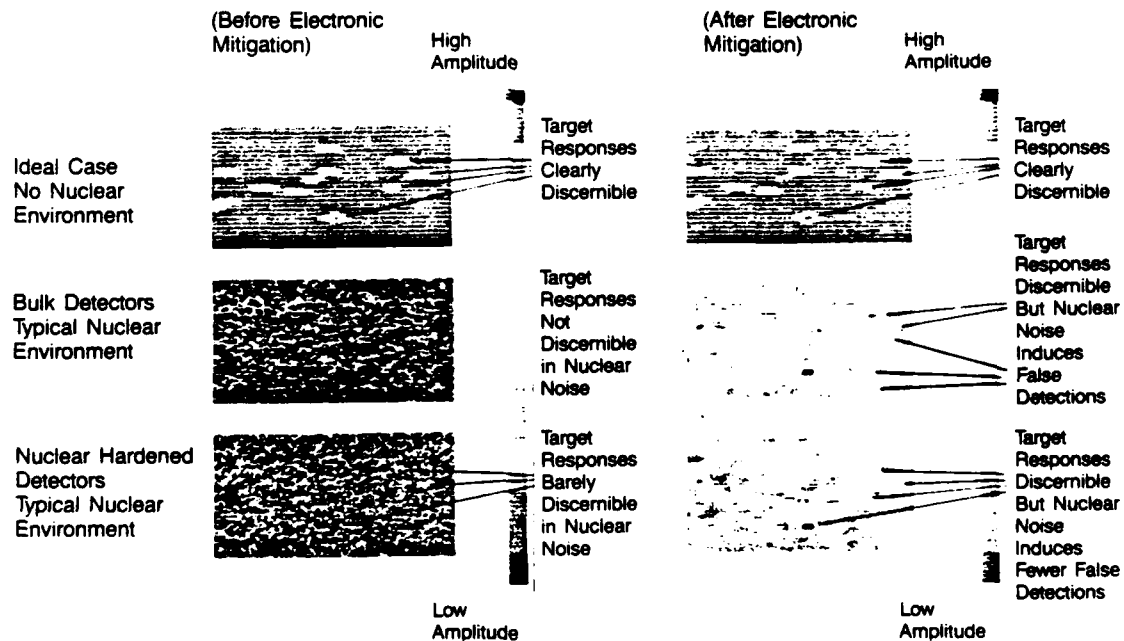 (Before Electronic
Mitigation)
High
Amplitude
(After Electronic
Mitigation)
High
Amplitude
Ideal Case
No Nuclear
Environment
Target
Responses
Clearly
Discernible
Target
Responses
Clearly
Discernible
Bulk Detectors
Typical Nuclear
Environment
Target
Responses
Not
Discernible
in Nuclear
Noise
Target
Responses
Discernible
But Nuclear
Noise
Induces
False
Detections
Nuclear Hardened
Detectors
Typical Nuclear
Environment
Target
Responses
Barely
Discernible
in Nuclear
Noise
Target
Responses
Discernible
But Nuclear
Noise
Induces
Fewer False
Detections
Low
Amplitude
Low
Amplitude